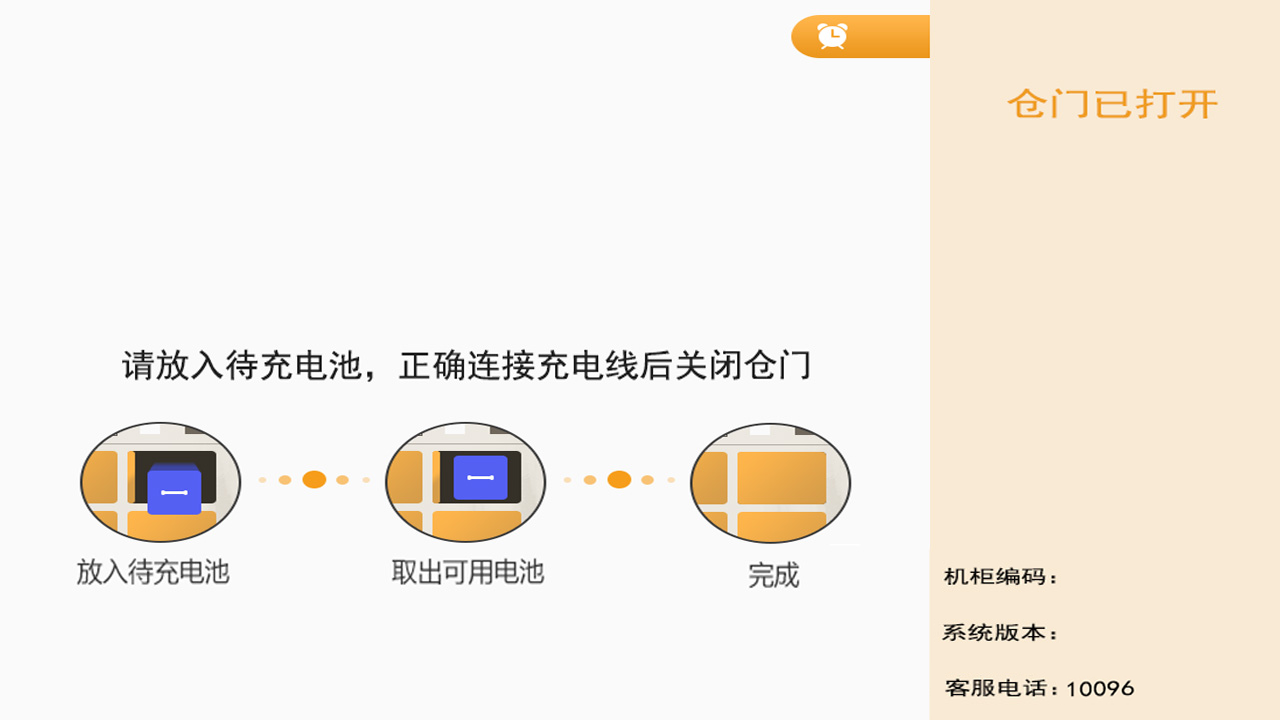 仓门已打开
请放入待充电池，正确连接充电线后关闭仓门
放入待充电池
取出可用电池
完成
机柜编码：
系统版本：
客服电话：10096